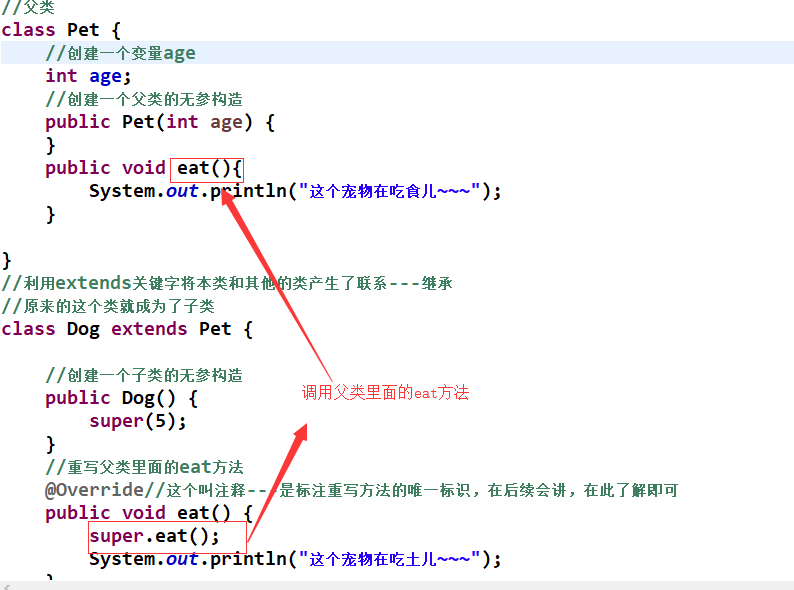 //父类
class Pet {
    //创建一个变量age
    int age;
    //创建一个父类的无参构造
    public Pet(int age) {
    }
    public void eat(){
        System.out.println("这个宠物在吃食儿~~~");
    }
}
//利用extends关键字将本类和其他的类产生了联系---继承
//原来的这个类就成为了子类
class Dog extends Pet {
    //创建一个子类的无参构造
调用父类里面的eat方法
    public Dog() {
        super(5);
    }
    //重写父类里面的eat方法
    @Override//这个叫注释---是标注重写方法的唯一标识，在后续会讲，在此了解即可
    public void eat() {
        super.eat();
        System.out.println("这个宠物在吃土儿~~~");